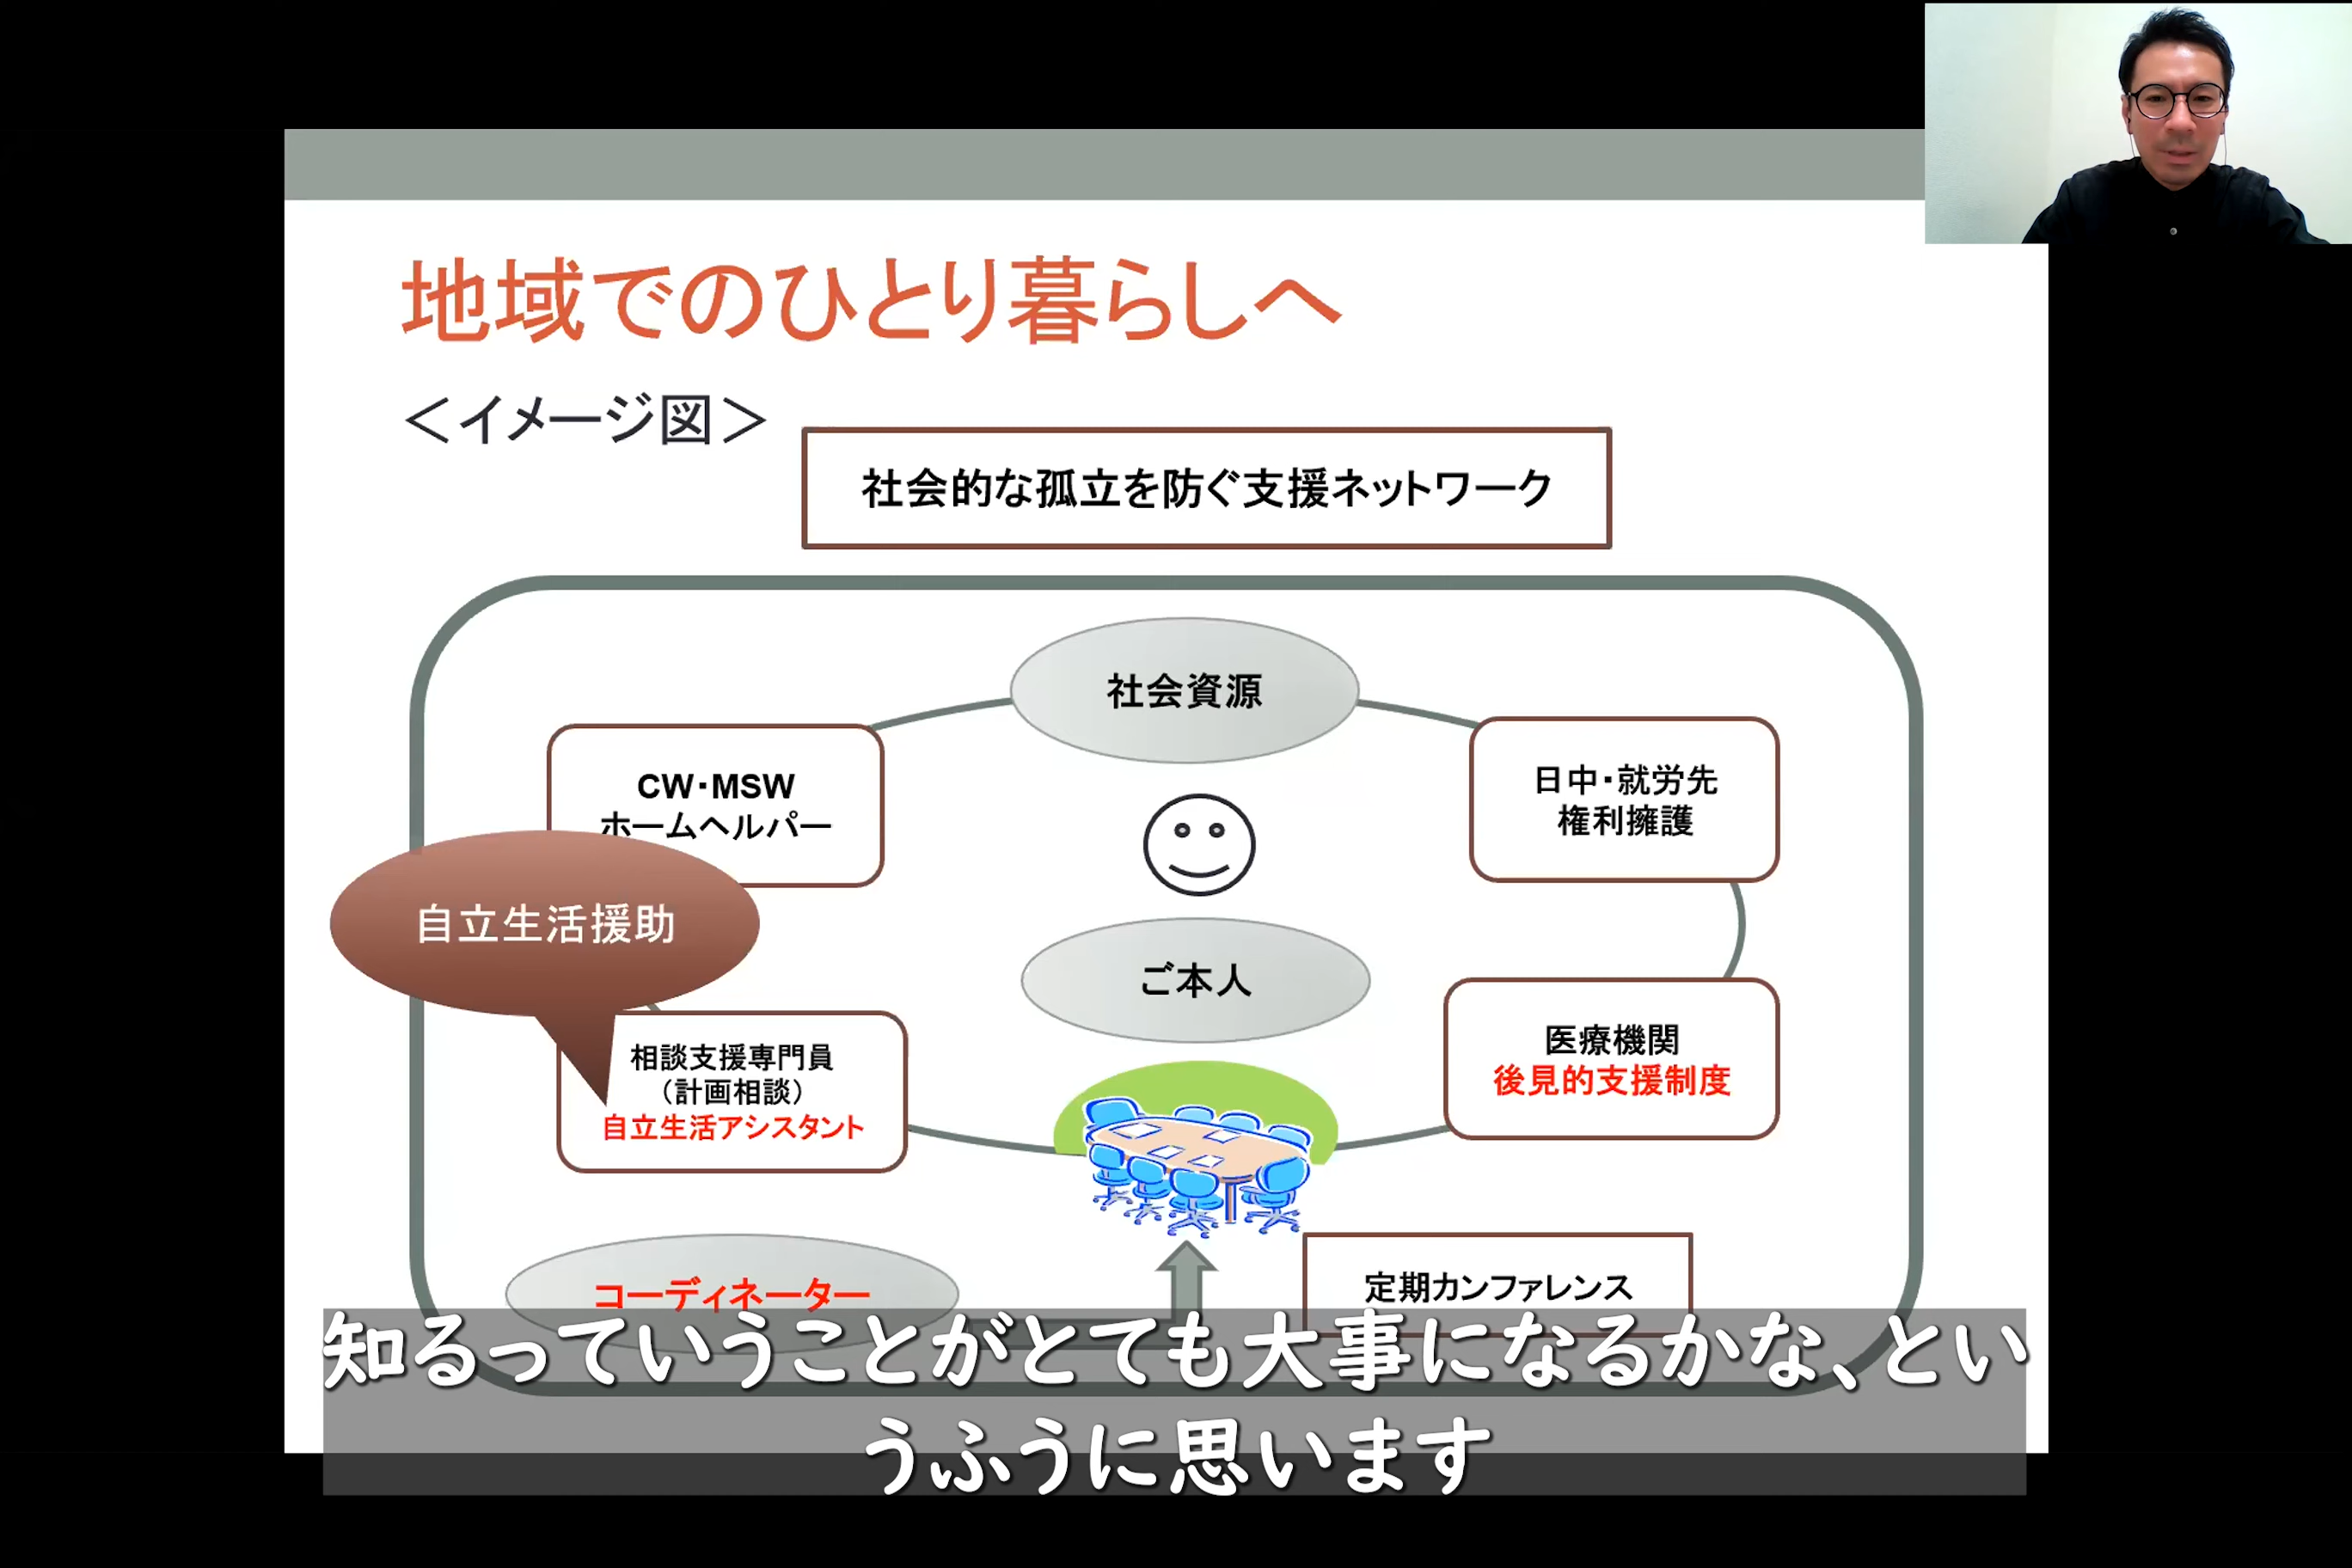 地域でのひとり暮らしへ
＜イメージ図＞
社会的な孤立を防ぐ支援ネットワーク
社会資源
CW・MSW
ホームヘルパー
日中・就労先
権利擁護
自立生活援助
ご本人
相談支援専門員
（計画相談）
自立生活アシスタント
医療機関
後見的支援制度
コーディネーター
定期カンファレンス
知るっていうことがとても大事になるかな、とい
うふうに思います